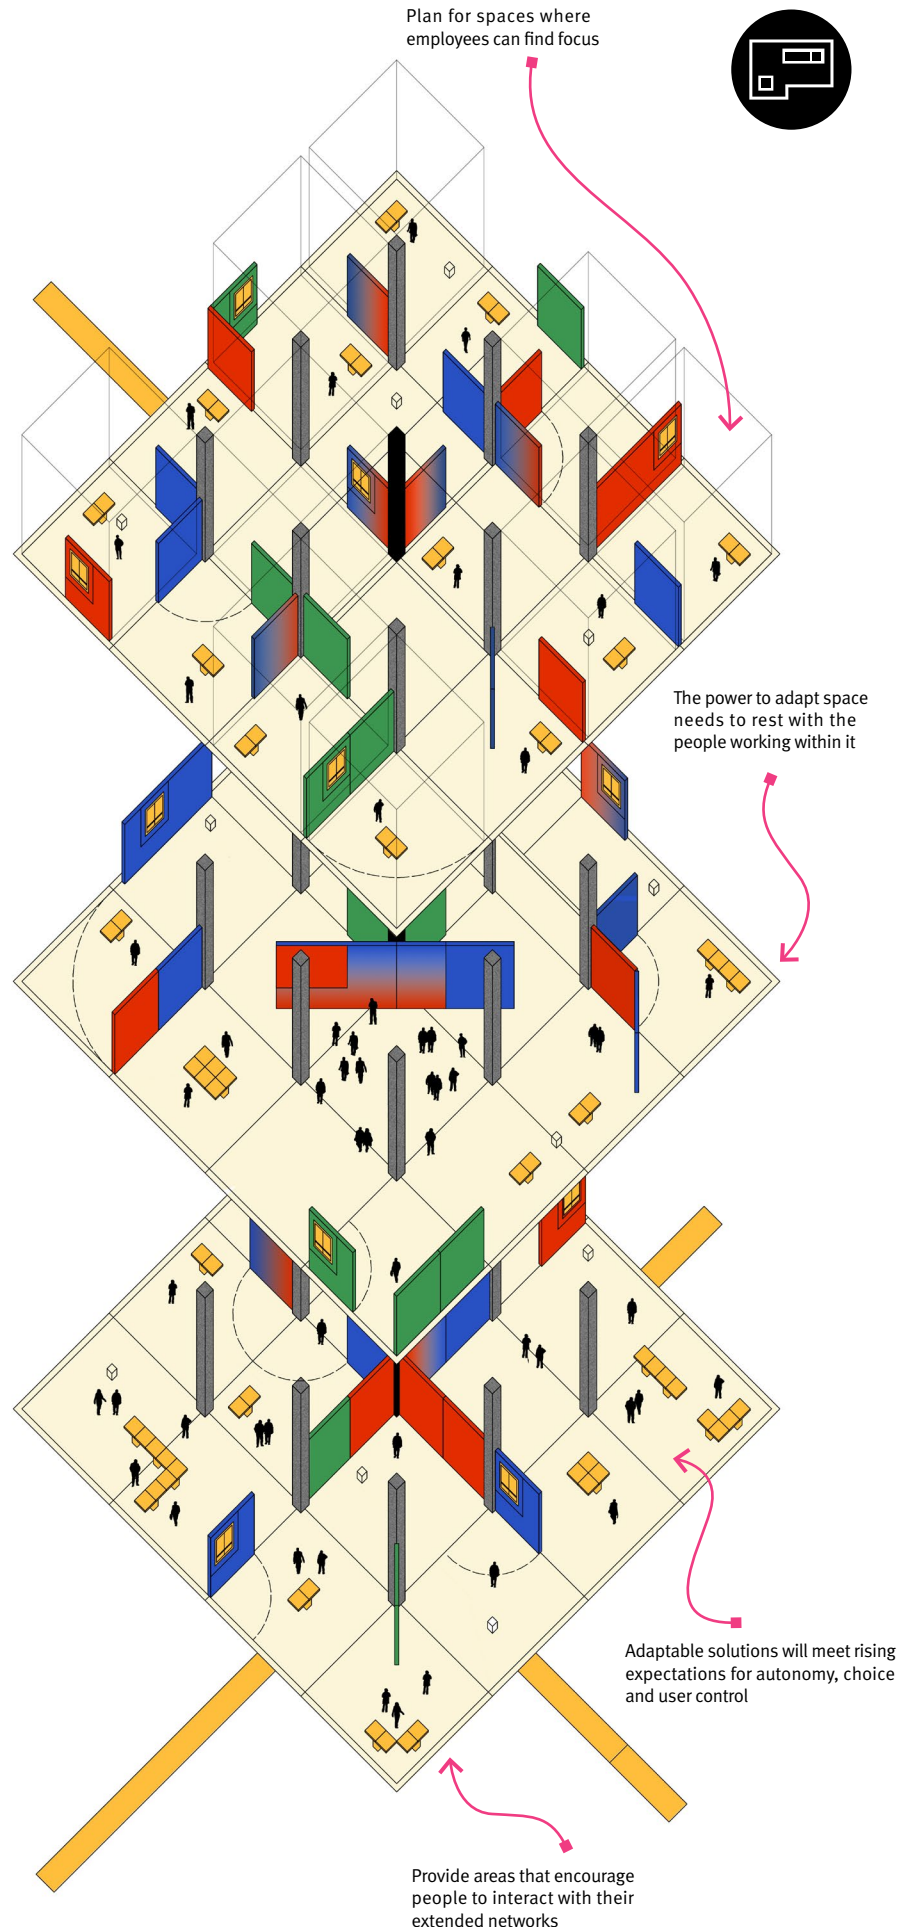 Plan for spaces where
employees can find focus
The power to adapt space
needs to rest with the
people working within it
Adaptable solutions will meet rising
expectations for autonomy, choice
and user control
Provide areas that encourage
people to interact with their
extended networks